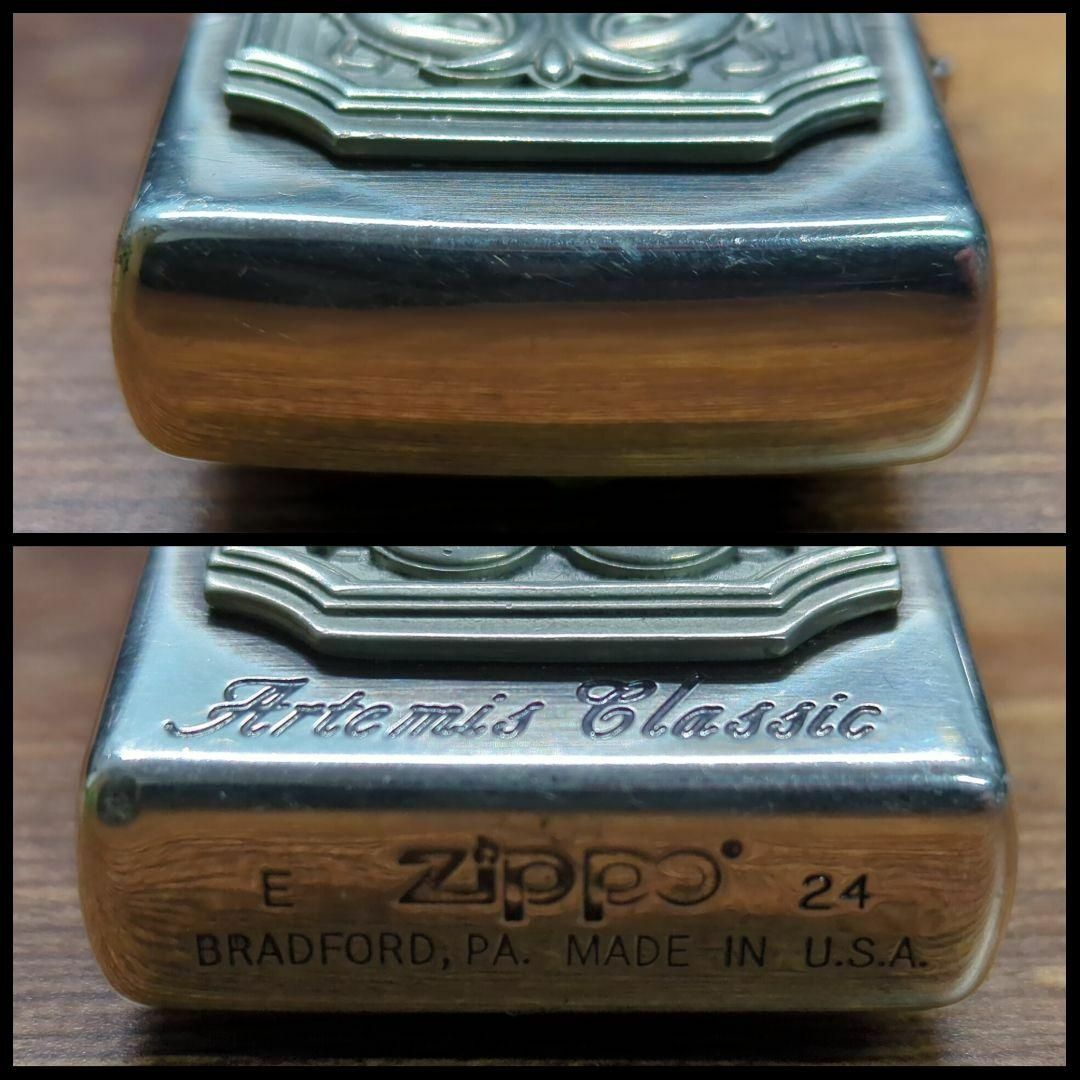 Artemis Classic
E zippo 24
BRADFORD, PA. MADE IN U.S.A.